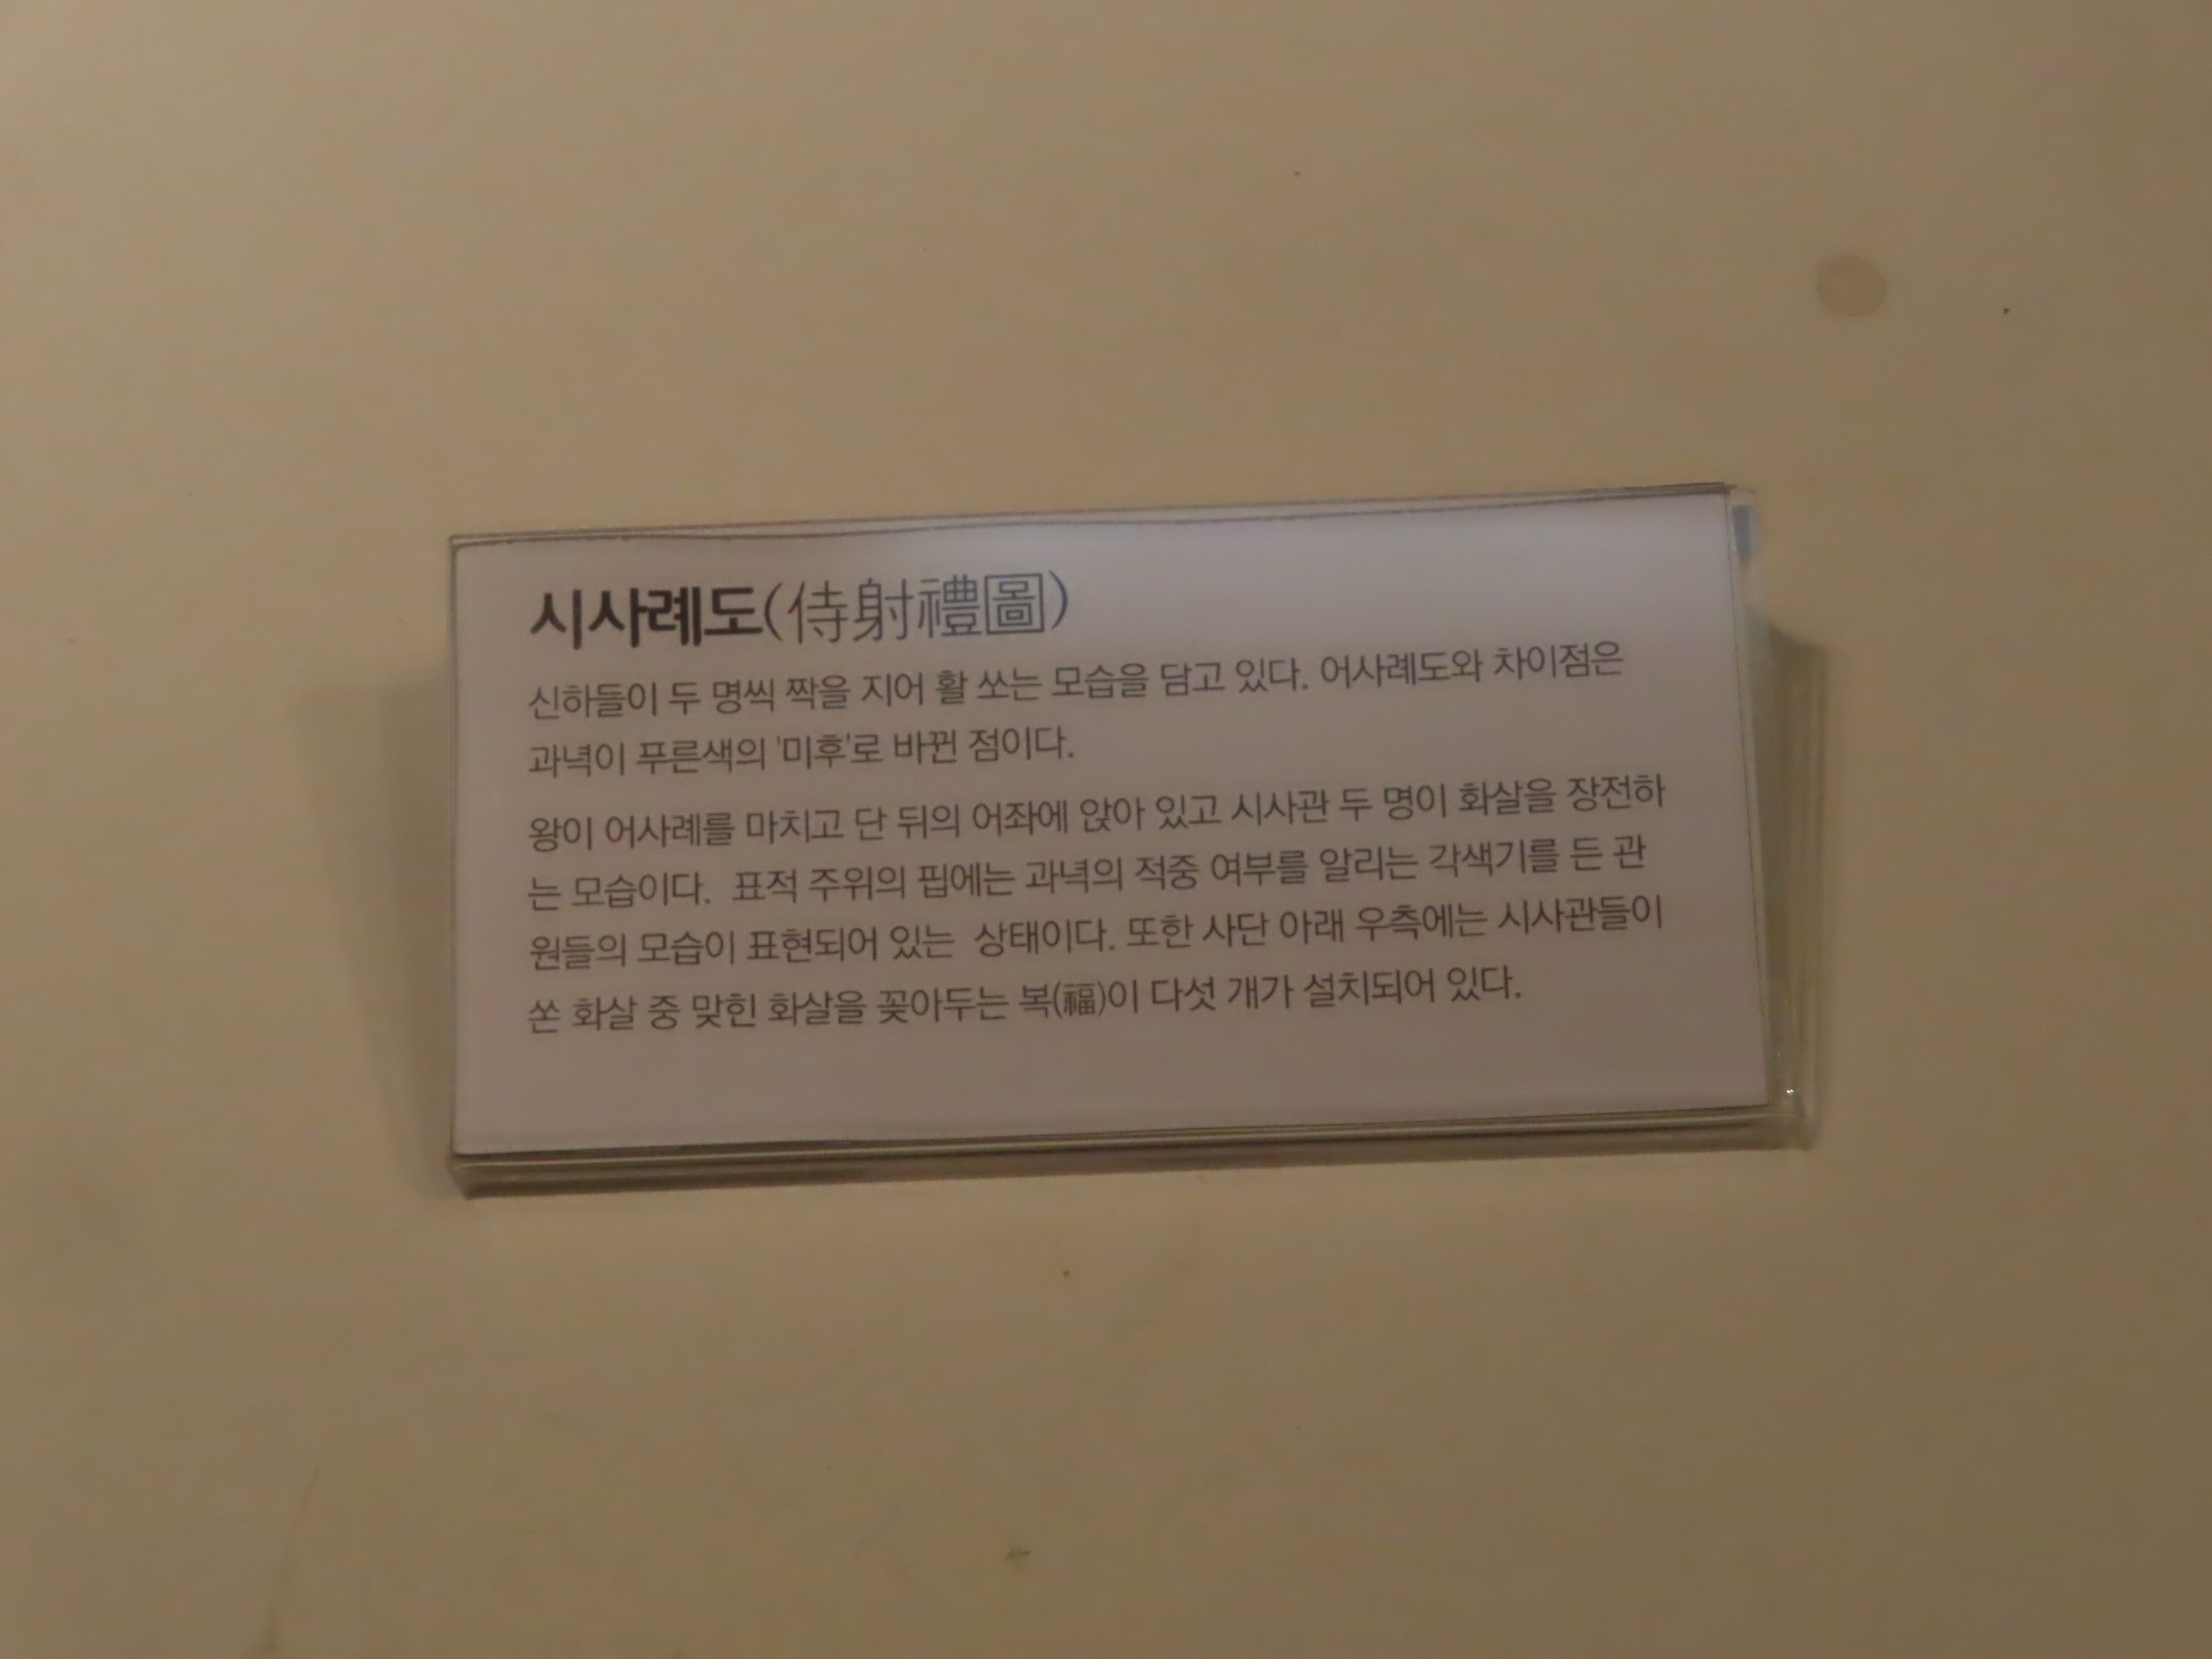 시사례도(侍射禮圖)
신하들이 두 명씩 짝을 지어 활 쏘는 모습을 담고 있다. 어사례도와 차이점은
과녁이 푸른색의 '미후'로 바뀐 점이다.
왕이 어사례를 마치고 단 뒤의 어좌에 앉아 있고 시사관 두 명이 화살을 장전하
는 모습이다. 표적 주위의 핍에는 과녁의 적중 여부를 알리는 각색기를 든 관
원들의 모습이 표현되어 있는 상태이다. 또한 사단 아래 우측에는 시사관들이
쏜 화살 중 맞힌 화살을 꽂아두는 복(福)이 다섯 개가 설치되어 있다.